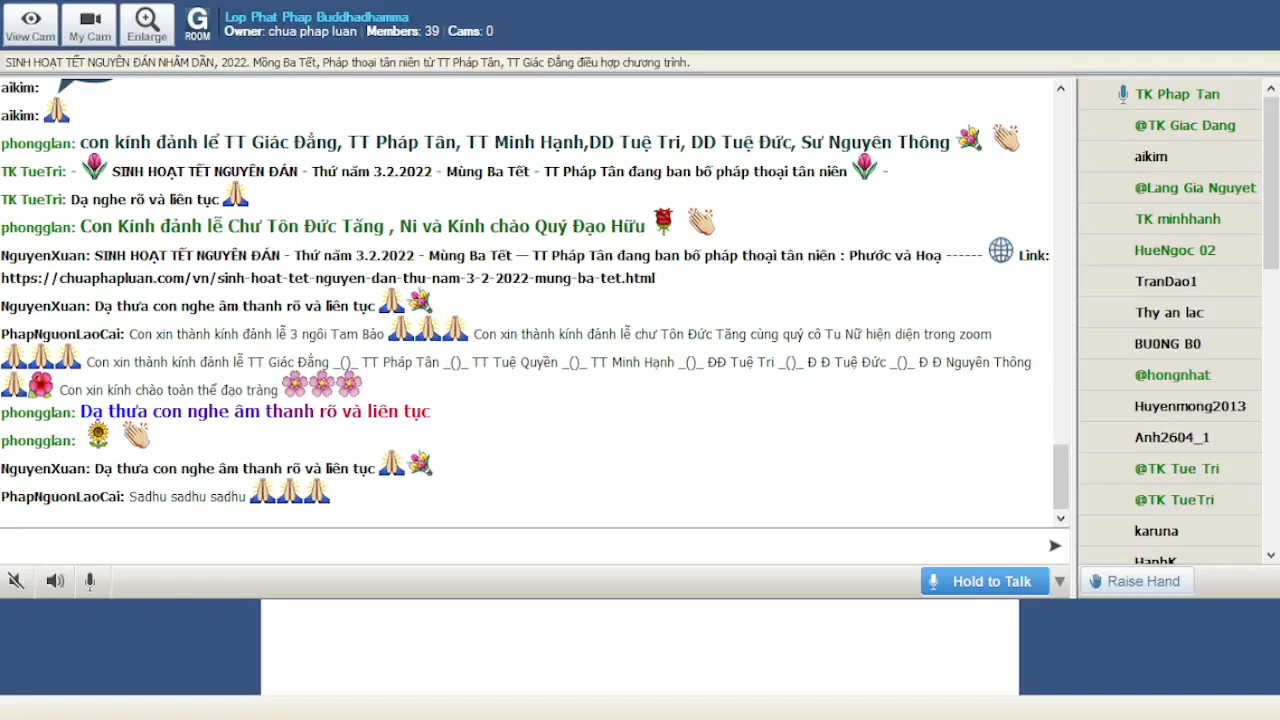 View Cam
My Cam
Enlarge
G
ROOM
Lop Phat Phap Buddhadhamma
Owner: chua phap luan | Members: 39 | Cams: 0
SINH HOẠT TẾT NGUYÊN ĐÁN NHÂM DẦN, 2022. Mồng Ba Tết, Pháp thoại tân niên từ TT Pháp Tân, TT Giác Đẳng điều hợp chương trình.
aikim:
aikim:
phongglan: con kính đảnh lể TT Giác Đẳng, TT Pháp Tân, TT Minh Hạnh,DD Tuệ Tri, DD Tuệ Đức, Sư Nguyên Thông
TK TueTri: - SINH HOẠT TẾT NGUYÊN ĐÁN - Thứ năm 3.2.2022 - Mùng Ba Tết - TT Pháp Tân đang ban bố pháp thoại tân niên -
TK TueTri: Dạ nghe rõ và liên tục
phongglan: Con Kính đảnh lễ Chư Tôn Đức Tăng , Ni và Kính chào Quý Đạo Hữu
NguyenXuan: SINH HOẠT TẾT NGUYÊN ĐÁN - Thứ năm 3.2.2022 - Mùng Ba Tết — TT Pháp Tân đang ban bố pháp thoại tân niên : Phước và Hoạ ------ Link:
https://chuaphapluan.com/vn/sinh-hoat-tet-nguyen-dan-thu-nam-3-2-2022-mung-ba-tet.html
NguyenXuan: Dạ thưa con nghe âm thanh rõ và liên tục
PhapNguonLaoCai: Con xin thành kính đảnh lễ 3 ngôi Tam Bảo Con xin thành kính đảnh lễ chư Tôn Đức Tăng cùng quý cô Tu Nữ hiện diện trong zoom
Con xin thành kính đảnh lễ TT Giác Đẳng _()_ TT Pháp Tân _()_ TT Tuệ Quyền _()_ TT Minh Hạnh _()_ ĐĐ Tuệ Tri _()_ Đ Đ Tuệ Đức _()_ Đ Đ Nguyên Thông
Con xin kính chào toàn thể đạo tràng
phongglan: Dạ thưa con nghe âm thanh rõ và liên tục
phongglan:
NguyenXuan: Dạ thưa con nghe âm thanh rõ và liên tục
PhapNguonLaoCai: Sadhu sadhu sadhu
TK Phap Tan
@TK Giac Dang
aikim
@Lang Gia Nguyet
TK minhhanh
HueNgoc 02
TranDao1
Thy an lac
BU0NG B0
@hongnhat
Huyenmong2013
Anh2604_1
@TK Tue Tri
@TK TueTri
karuna
HanhK
Hold to Talk
Raise Hand